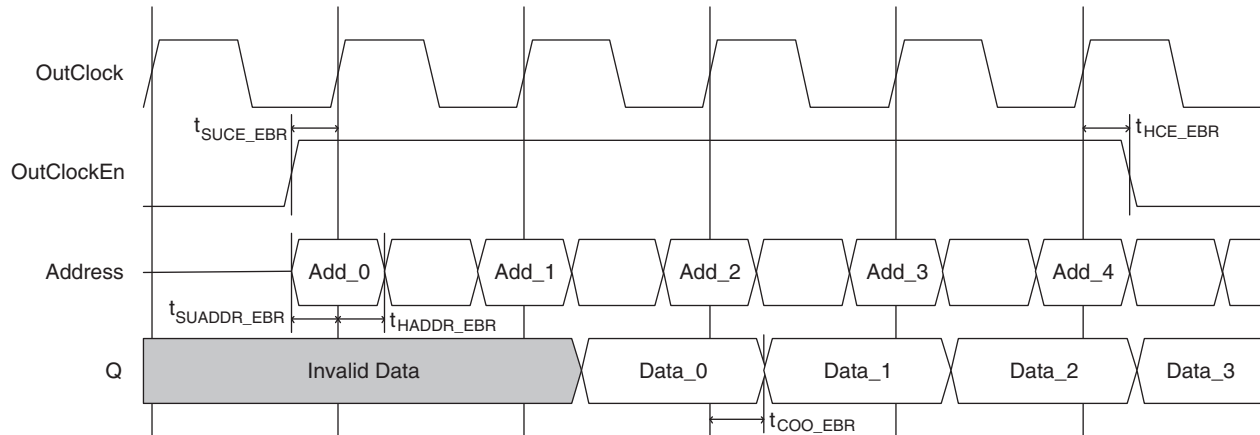 OutClock
tSUCE_EBR
tHCE_EBR
OutClockEn
Address Add_0 Add_1 Add_2 Add_3 Add_4
tSUADDR_EBR tHADDR_EBR
Q Invalid Data Data_0 Data_1 Data_2 Data_3
tCOO_EBR